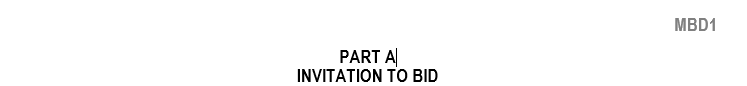 MBD1
PART A
INVITATION TO BID